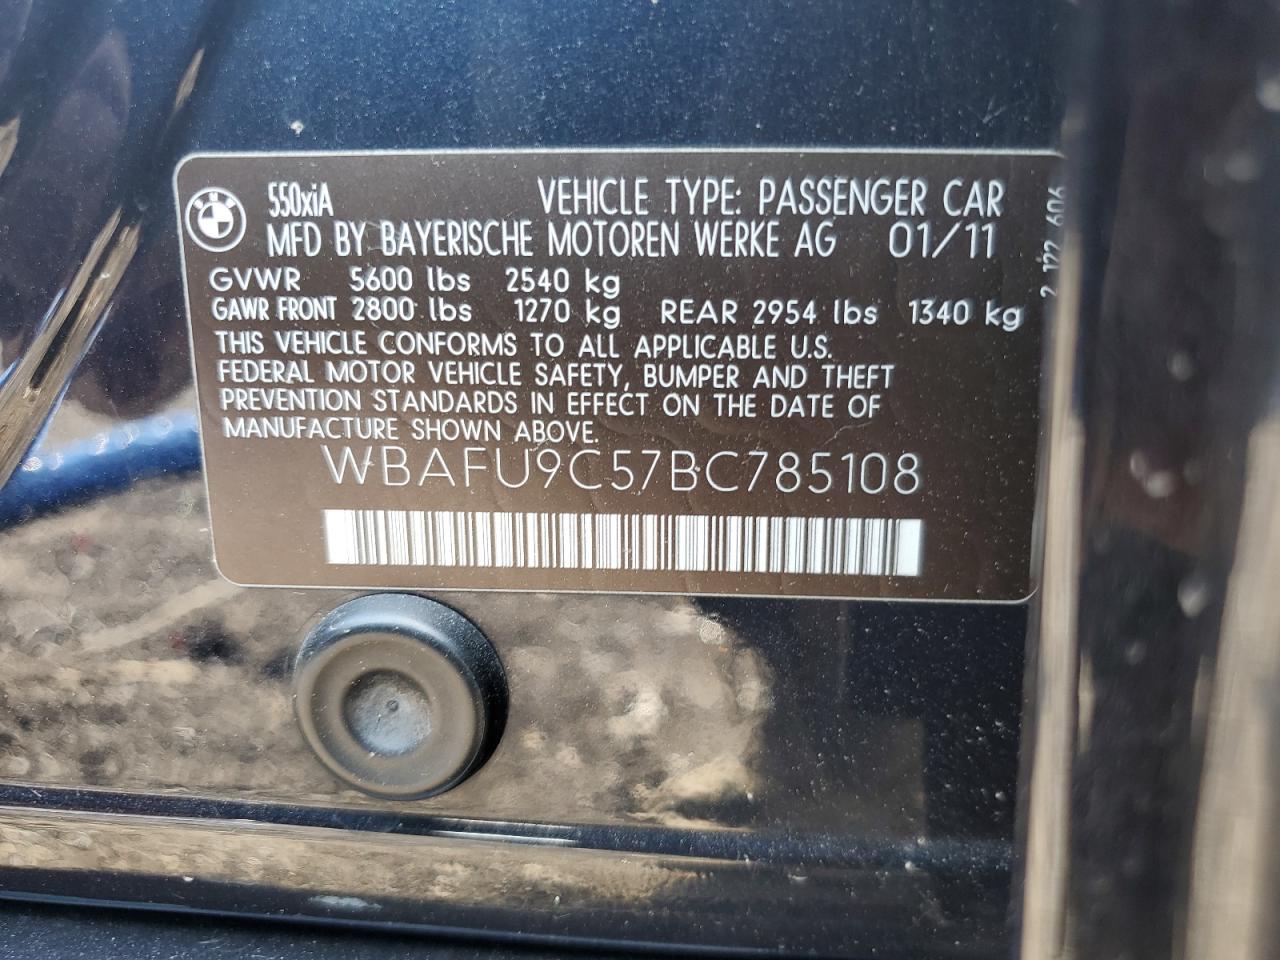 BMW
550xiA VEHICLE TYPE: PASSENGER CAR
MFD BY BAYERISCHE MOTOREN WERKE AG 01/11
GVWR 5600 lbs 2540 kg
GAWR FRONT 2800 lbs 1270 kg REAR 2954 lbs 1340 kg
THIS VEHICLE CONFORMS TO ALL APPLICABLE U.S.
FEDERAL MOTOR VEHICLE SAFETY, BUMPER AND THEFT
PREVENTION STANDARDS IN EFFECT ON THE DATE OF
MANUFACTURE SHOWN ABOVE.
WBAFU9C57BC785108